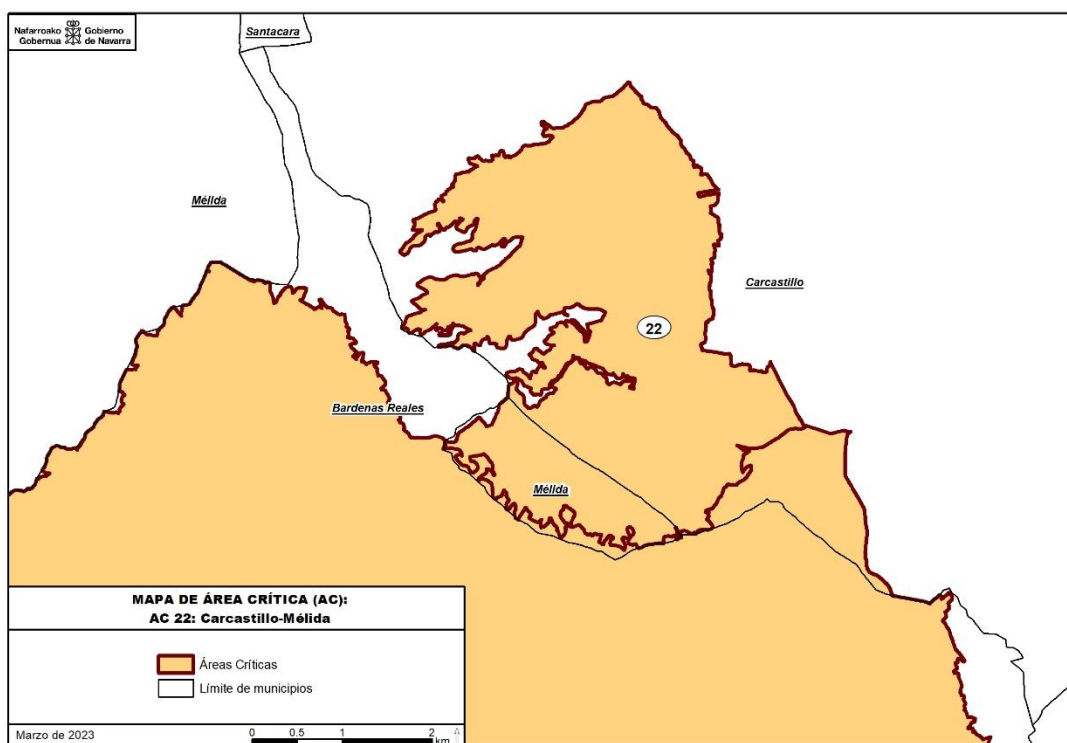 Nafarroako Gobierno
Gobernua de Navarra
Santacara
Mélida
Carcastillo
22
Bardenas Reales
Mélida
MAPA DE ÁREA CRÍTICA (AC):
AC 22: Carcastillo-Mélida
Áreas Críticas
Límite de municipios
Marzo de 2023
0 0.5 1 2
km